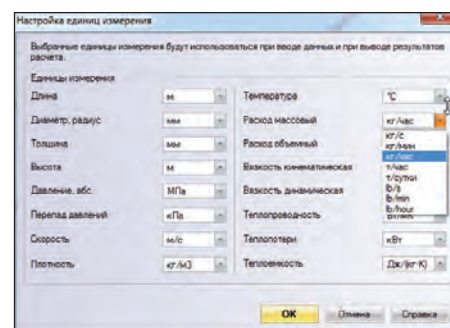 Настройка единиц измерения
Выбранные единицы измерения будут использоваться при вводе данных и при выводе результатов
расчета.
Единицы измерения
Длина м Температура °C
Диаметр, радиус мм Расход массовый кг/час
кг/с
Толщина мм Расход объемный кг/мин
кг/час
Высота м Вязкость кинематическая т/час
т/сутки
Давление, абс. МПа Вязкость динамическая lb/s
lb/min
lb/hour
Перепад давлений кПа Теплопроводность Вт/мК
Скорость м/с Теплопотери кВт
Плотность кг/м3 Теплоемкость Дж/(кг·К)
OK Отмена Справка